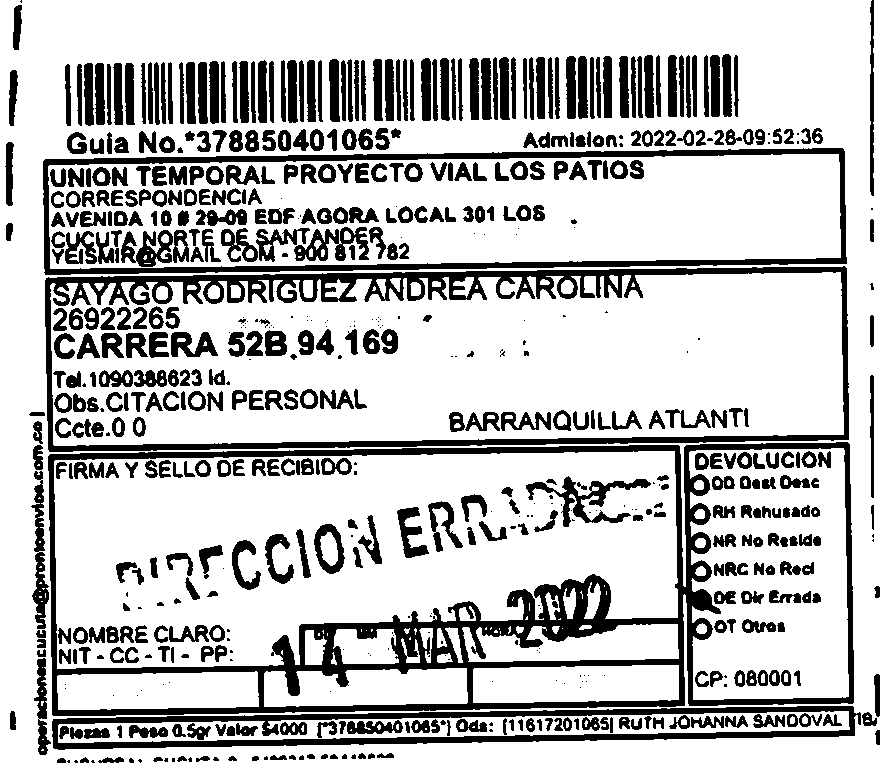 Guia No.*378850401065*
Admision: 2022-02-28-09:52:36
UNION TEMPORAL PROYECTO VIAL LOS PATIOS
CORRESPONDENCIA
AVENIDA 10 # 29-09 EDF AGORA LOCAL 301 LOS
CUCUTA NORTE DE SANTANDER
YEISMIR@GMAIL COM - 900 812 782
SAYAGO RODRIGUEZ ANDREA CAROLINA
26922265
CARRERA 52B.94.169
Tel.1090388623 Id.
Obs.CITACION PERSONAL
Ccte.0 0
BARRANQUILLA ATLANTI
operacionescucuta@prontoenvios.com.co |
FIRMA Y SELLO DE RECIBIDO:
DIRECCION ERRADA
14 MAR 2022
NOMBRE CLARO:
NIT - CC - TI - PP:
DEVOLUCION
DD Dest Desc
RH Rehusado
NR No Reside
NRC No Recl
DE Dir Errada
OT Otros
CP: 080001
Piezas 1 Peso 0.5gr Valor $4000 [*378850401065*] Ods: [11617201065| RUTH JOHANNA SANDOVAL